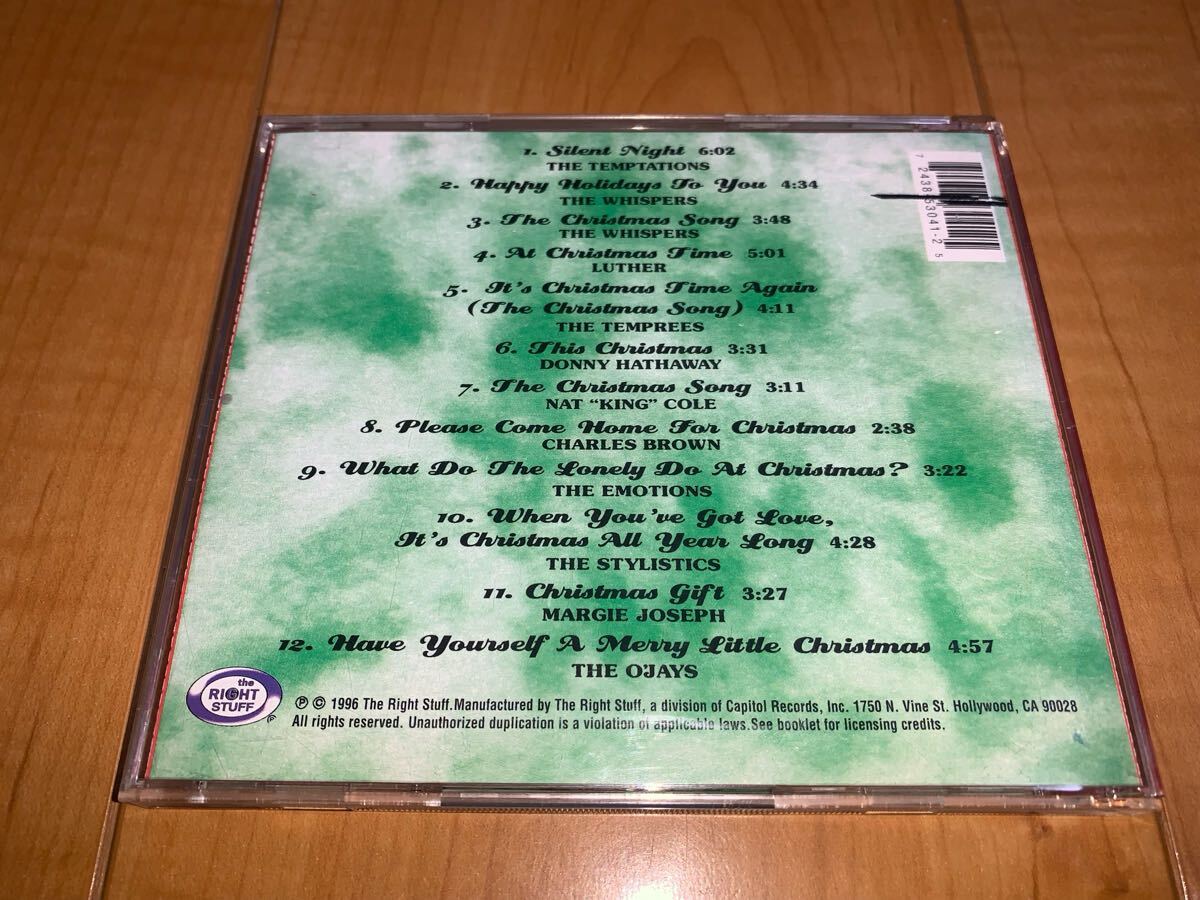 1. Silent Night 6:02
THE TEMPTATIONS
2. Happy Holidays To You 4:34
THE WHISPERS
3. The Christmas Song 3:48
THE WHISPERS
4. At Christmas Time 5:01
LUTHER
5. It's Christmas Time Again
(The Christmas Song) 4:11
THE TEMPREES
6. This Christmas 3:31
DONNY HATHAWAY
7. The Christmas Song 3:11
NAT “KING” COLE
8. Please Come Home For Christmas 2:38
CHARLES BROWN
9. What Do The Lonely Do At Christmas? 3:22
THE EMOTIONS
10. When You've Got Love,
It's Christmas All Year Long 4:28
THE STYLISTICS
11. Christmas Gift 3:27
MARGIE JOSEPH
12. Have Yourself A Merry Little Christmas 4:57
THE O'JAYS
the
RIGHT
STUFF
℗ © 1996 The Right Stuff.Manufactured by The Right Stuff, a division of Capitol Records, Inc. 1750 N. Vine St. Hollywood, CA 90028
All rights reserved. Unauthorized duplication is a violation of applicable laws.See booklet for licensing credits.